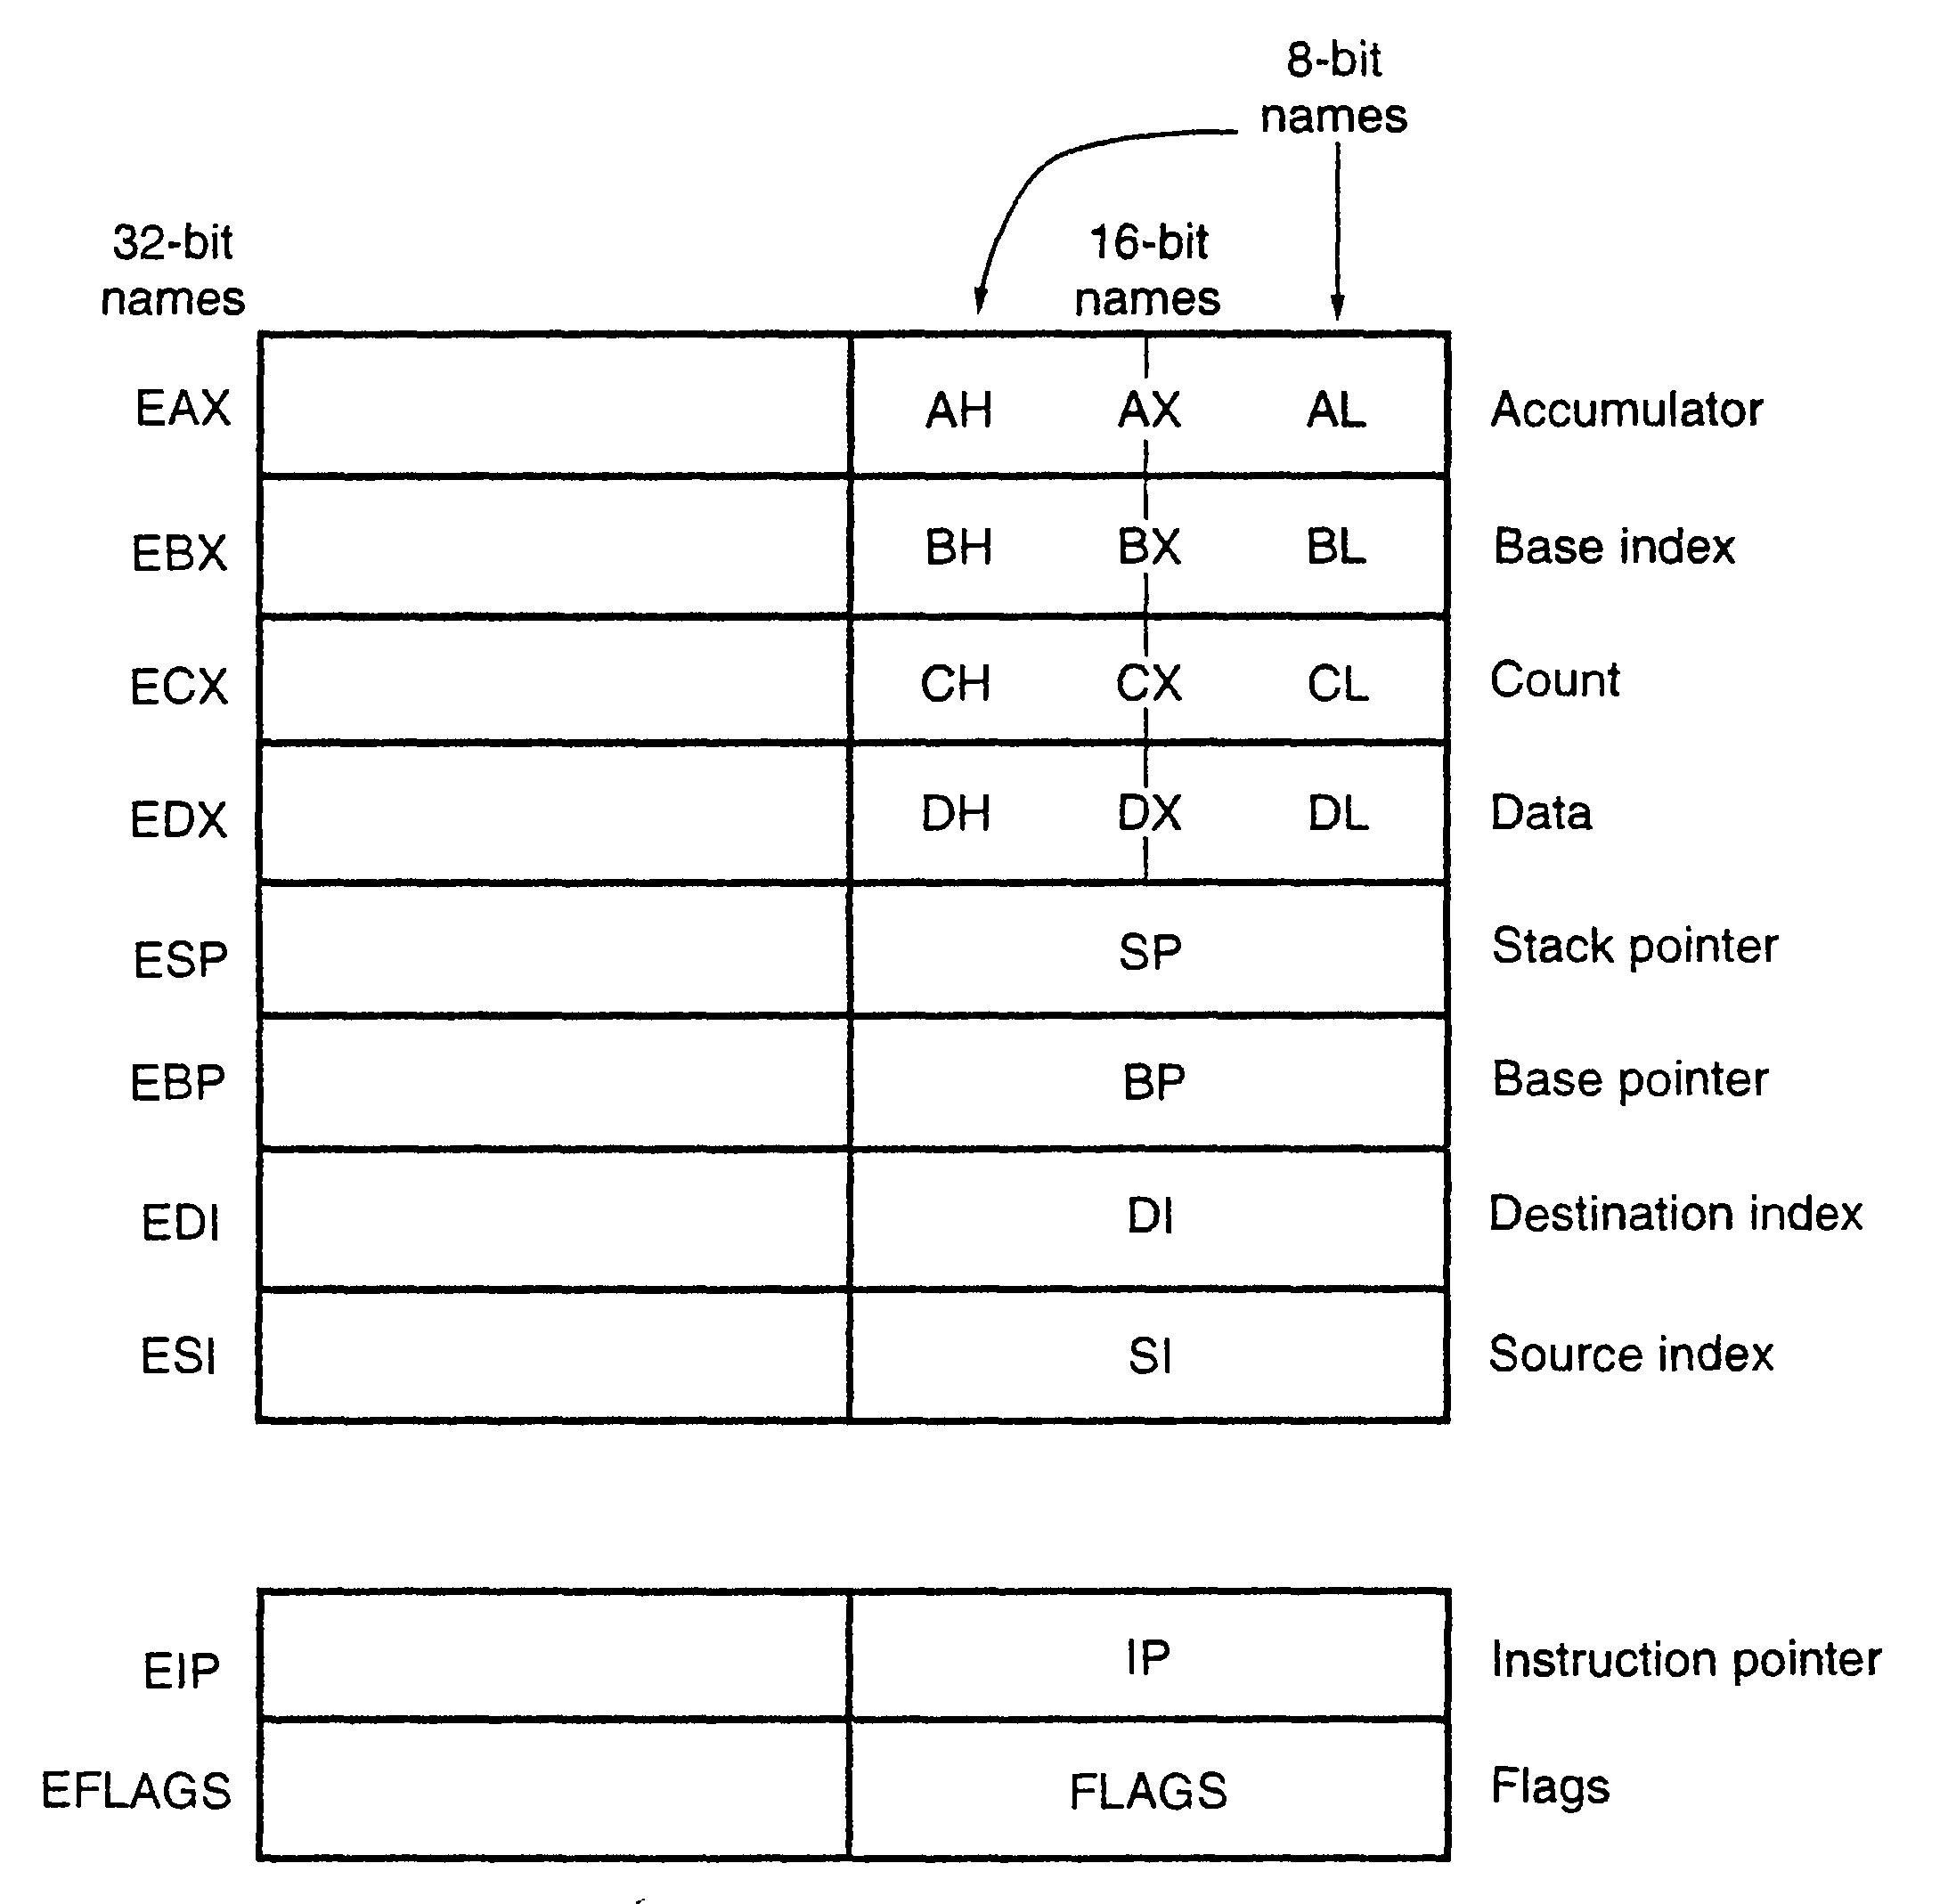 8-bit
names
32-bit
names
16-bit
names
EAX AH AX AL Accumulator
EBX BH BX BL Base index
ECX CH CX CL Count
EDX DH DX DL Data
ESP SP Stack pointer
EBP BP Base pointer
EDI DI Destination index
ESI SI Source index
EIP IP Instruction pointer
EFLAGS FLAGS Flags